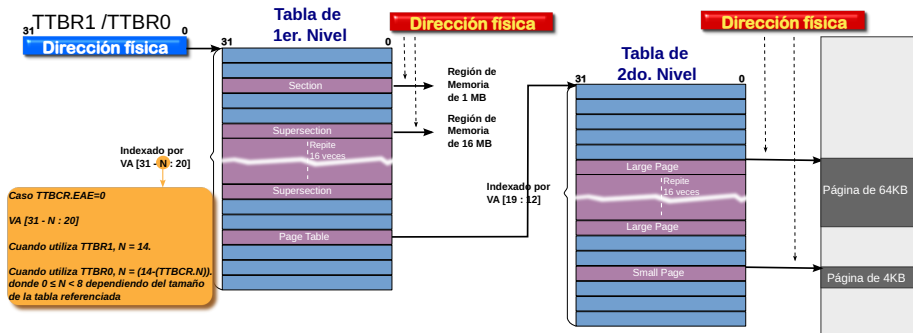 TTBR1 /TTBR0
31
0
Dirección física
Tabla de
1er. Nivel
31
0
Dirección física
Section
Región de
Memoria
de 1 MB
Supersection
Región de
Memoria
de 16 MB
Repite
16 veces
Supersection
Page Table
Indexado por
VA [31 - N : 20]
Caso TTBCR.EAE=0
VA [31 - N : 20]
Cuando utiliza TTBR1, N = 14.
Cuando utiliza TTBR0, N = (14-(TTBCR.N)).
donde 0 ≤ N < 8 dependiendo del tamaño
de la tabla referenciada
Tabla de
2do. Nivel
31
0
Dirección física
Indexado por
VA [19 : 12]
Large Page
Repite
16 veces
Large Page
Small Page
Página de 64KB
Página de 4KB